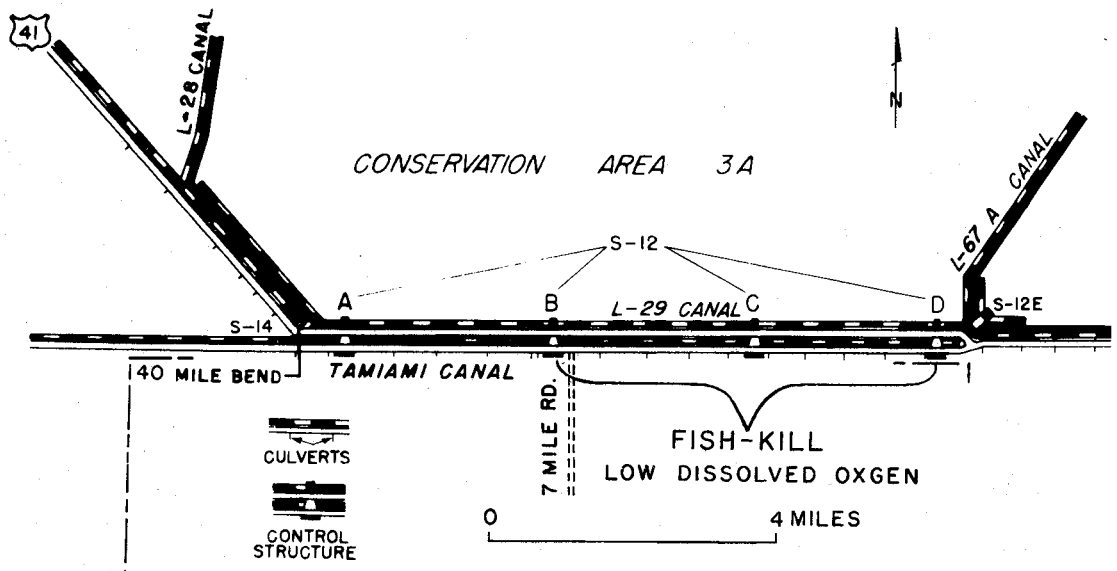 41
L-28 CANAL
N
CONSERVATION AREA 3A
L-67 A CANAL
S-12
A
B
C
D
L-29 CANAL
S-12E
S-14
40 MILE BEND
TAMIAMI CANAL
7 MILE RD.
FISH-KILL
LOW DISSOLVED OXGEN
CULVERTS
CONTROL
STRUCTURE
0 4 MILES